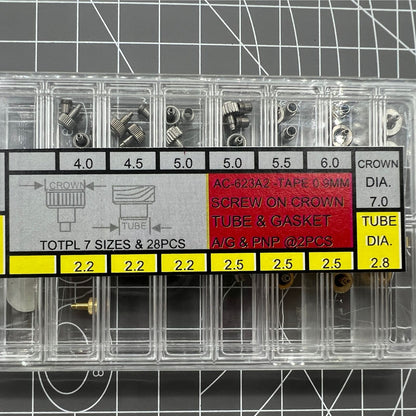 4.0 4.5 5.0 5.0 5.5 6.0 CROWN
DIA.
7.0
CROWN
TUBE
TOTPL 7 SIZES & 28PCS
AC-623A2 -TAPE 0.9MM
SCREW ON CROWN
TUBE & GASKET
A/G & PNP @2PCS
TUBE
DIA.
2.2 2.2 2.2 2.5 2.5 2.5 2.8